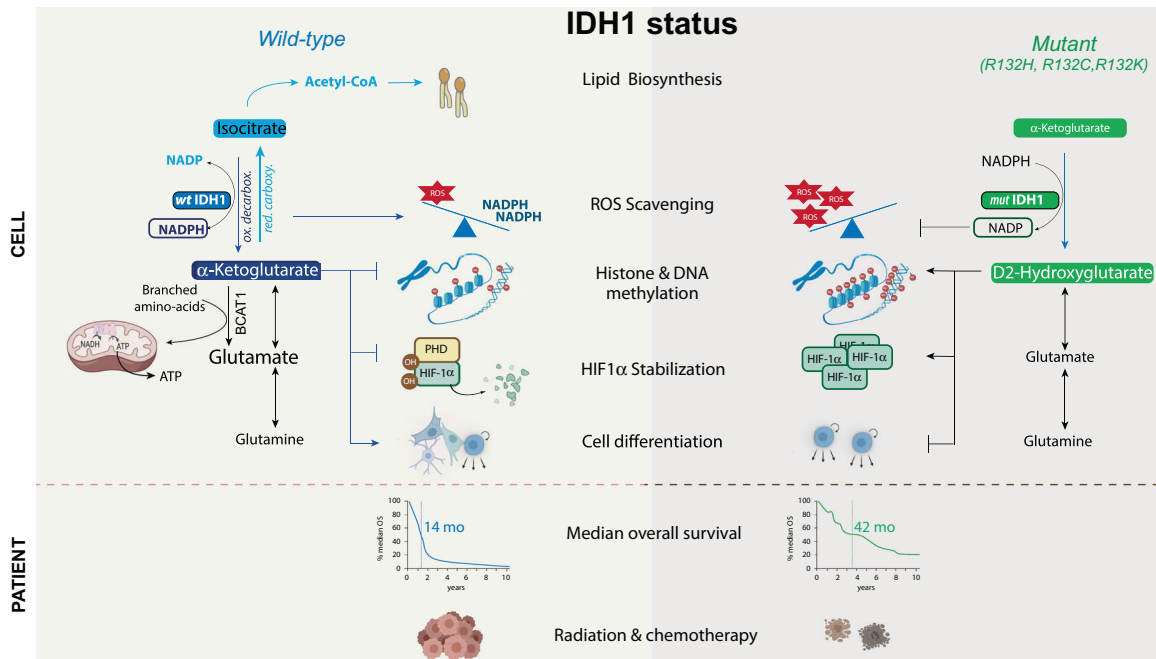 IDH1 status
Wild-type
Mutant
(R132H, R132C,R132K)
CELL
Acetyl-CoA
Lipid Biosynthesis
Isocitrate
α-Ketoglutarate
NADP
wt IDH1
NADPH
ox. decarbox.
red. carboxy.
ROS
NADPH
NADPH
ROS Scavenging
ROS
ROS
ROS
NADPH
mut IDH1
NADP
α-Ketoglutarate
Histone & DNA
methylation
D2-Hydroxyglutarate
Branched
amino-acids
BCAT1
NADH
ATP
ATP
Glutamate
Glutamine
OH
PHD
OH
HIF-1α
HIF1α Stabilization
HIF-1
HIF-1α
HIF-1α
HIF-1α
Glutamate
Cell differentiation
Glutamine
PATIENT
% median OS
100
80
60
40
20
0
0
2
4
6
8
10
years
14 mo
Median overall survival
% median OS
100
80
60
40
20
0
0
2
4
6
8
10
years
42 mo
Radiation & chemotherapy